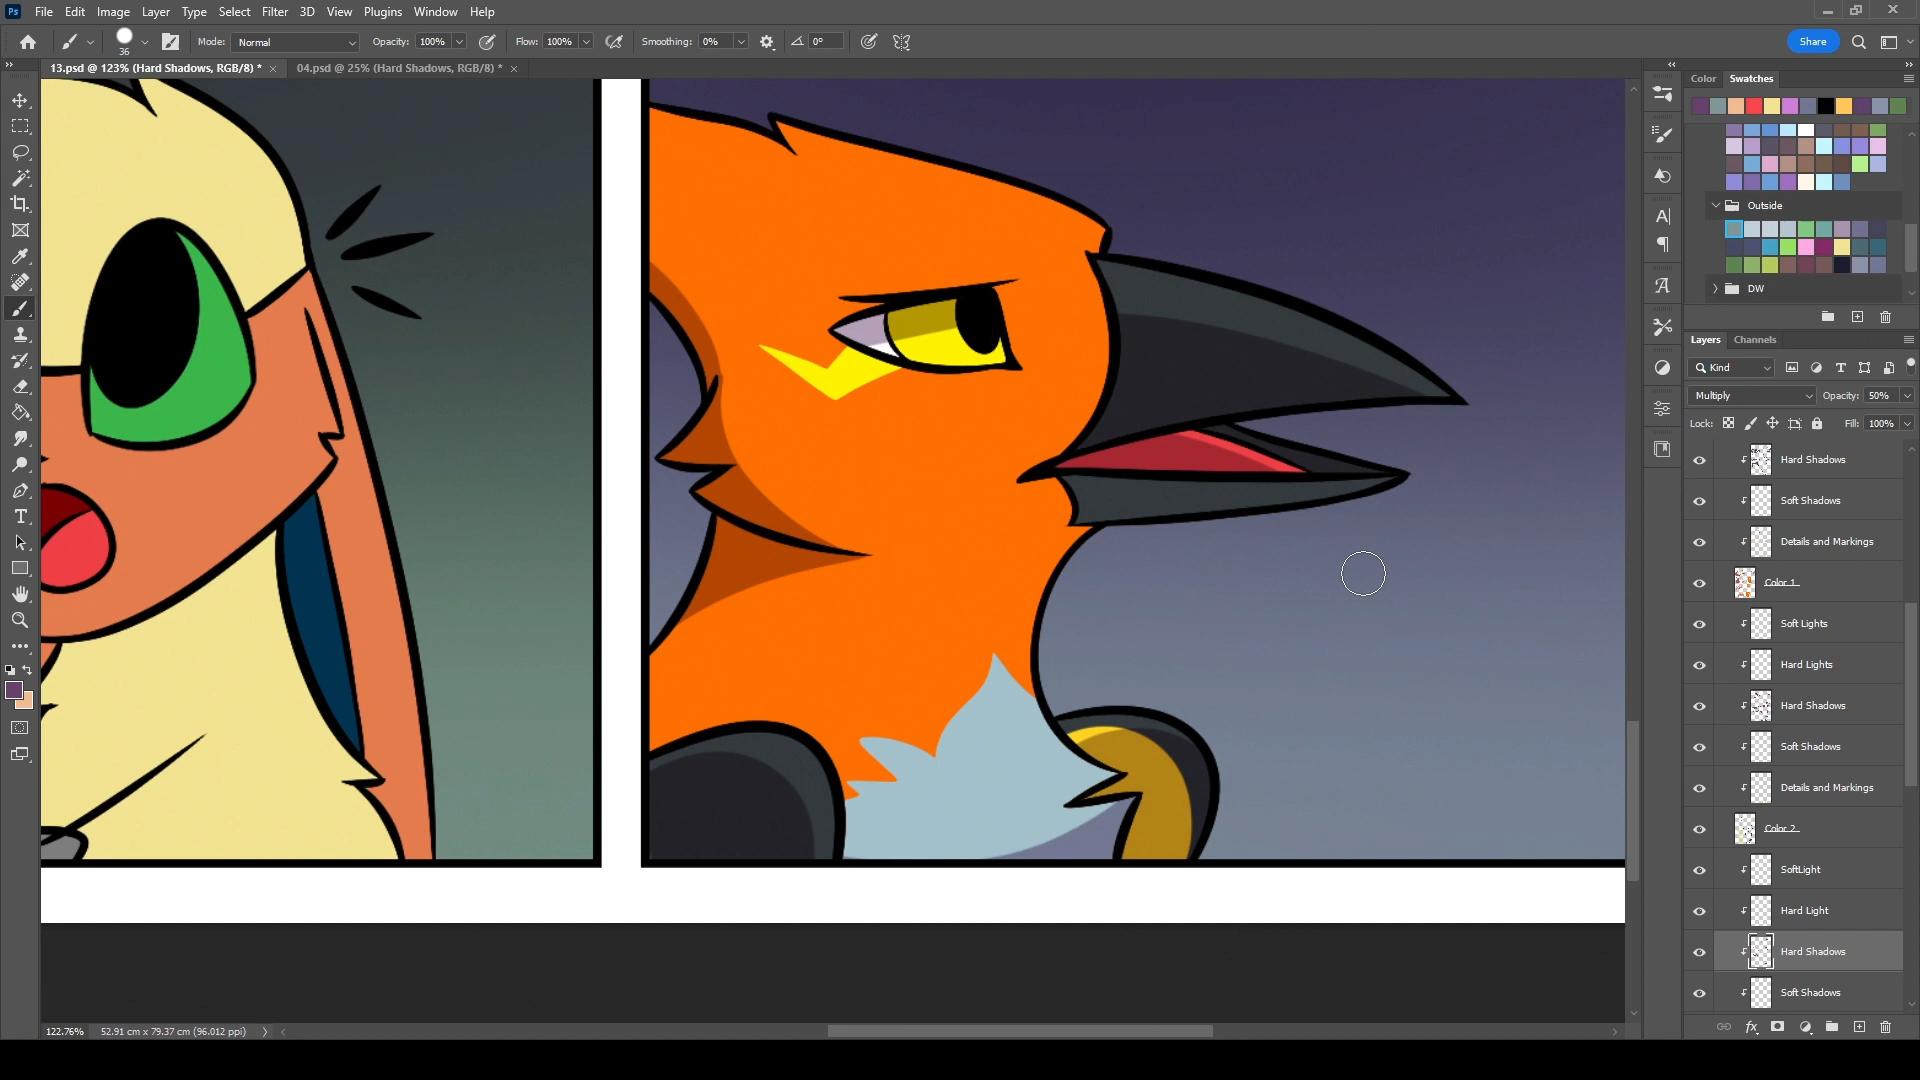 Ps File Edit Image Layer Type Select Filter 3D View Plugins Window Help
36 Mode: Normal Opacity: 100% Flow: 100% Smoothing: 0% 0° Share
13.psd @ 123% (Hard Shadows, RGB/8) * × 04.psd @ 25% (Hard Shadows, RGB/8) * ×
Color Swatches
Outside
DW
Layers Channels
Kind
Multiply Opacity: 50%
Lock: Fill: 100%
Hard Shadows
Soft Shadows
Details and Markings
Color 1
Soft Lights
Hard Lights
Hard Shadows
Soft Shadows
Details and Markings
Color 2
SoftLight
Hard Light
Hard Shadows
Soft Shadows
122.76% 52.91 cm x 79.37 cm (96.012 ppi)